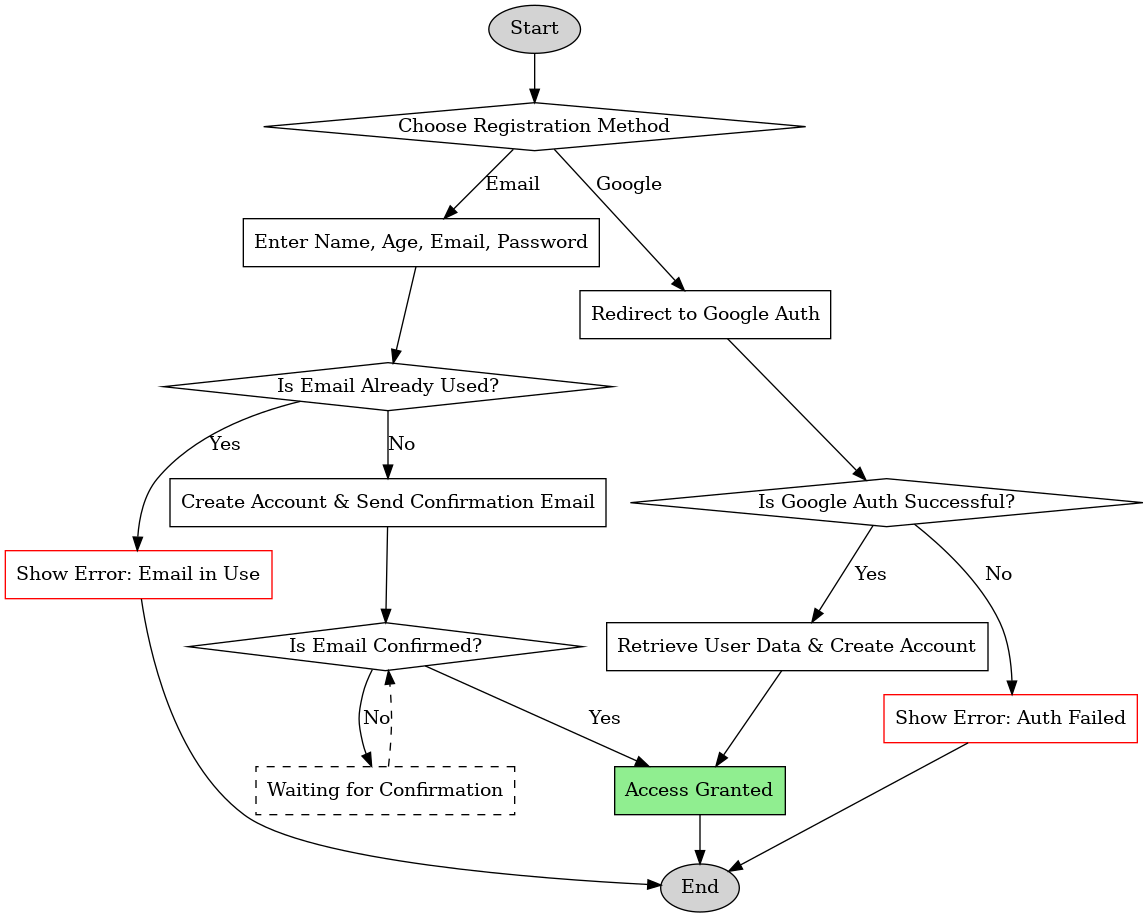 Start
Choose Registration Method
Email
Google
Enter Name, Age, Email, Password
Redirect to Google Auth
Is Email Already Used?
Yes
No
Create Account & Send Confirmation Email
Is Google Auth Successful?
Show Error: Email in Use
Yes
No
Is Email Confirmed?
Retrieve User Data & Create Account
No
Yes
Show Error: Auth Failed
Waiting for Confirmation
Access Granted
End